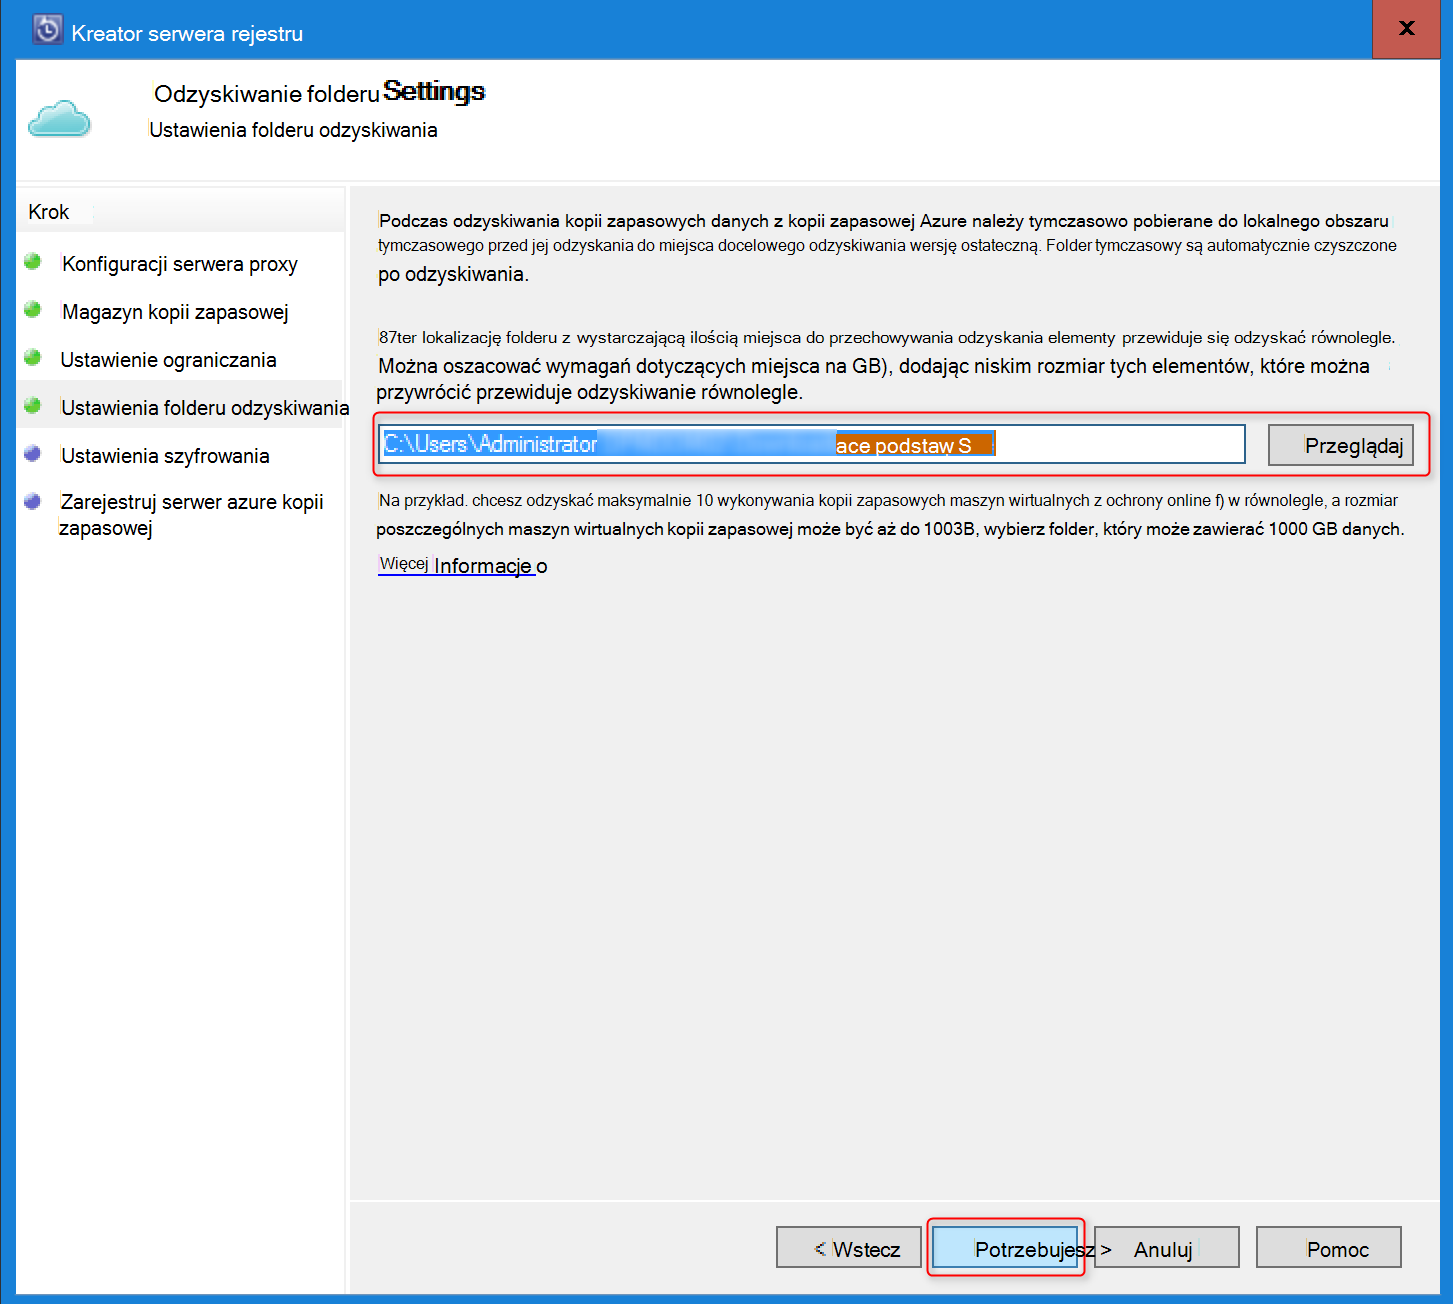 Kreator serwera rejestru
x
Odzyskiwanie folderu Settings
Ustawienia folderu odzyskiwania
Krok
Konfiguracji serwera proxy
Magazyn kopii zapasowej
Ustawienie ograniczania
Ustawienia folderu odzyskiwania
Ustawienia szyfrowania
Zarejestruj serwer azure kopii
zapasowej
Podczas odzyskiwania kopii zapasowych danych z kopii zapasowej Azure należy tymczasowo pobierane do lokalnego obszaru
tymczasowego przed jej odzyskania do miejsca docelowego odzyskiwania wersję ostateczną. Folder tymczasowy są automatycznie czyszczone
po odzyskiwania.
87ter lokalizację folderu z wystarczającą ilością miejsca do przechowywania odzyskania elementy przewiduje się odzyskać równolegle.
Można oszacować wymagań dotyczących miejsca na GB), dodając niskim rozmiar tych elementów, które można
przywrócić przewiduje odzyskiwanie równolegle.
C:\Users\Administrator ace podstaw S
Przeglądaj
Na przykład. chcesz odzyskać maksymalnie 10 wykonywania kopii zapasowych maszyn wirtualnych z ochrony online f) w równolegle, a rozmiar
poszczególnych maszyn wirtualnych kopii zapasowej może być aż do 1003B, wybierz folder, który może zawierać 1000 GB danych.
Więcej Informacje o
< Wstecz
Potrzebujesz >
Anuluj
Pomoc